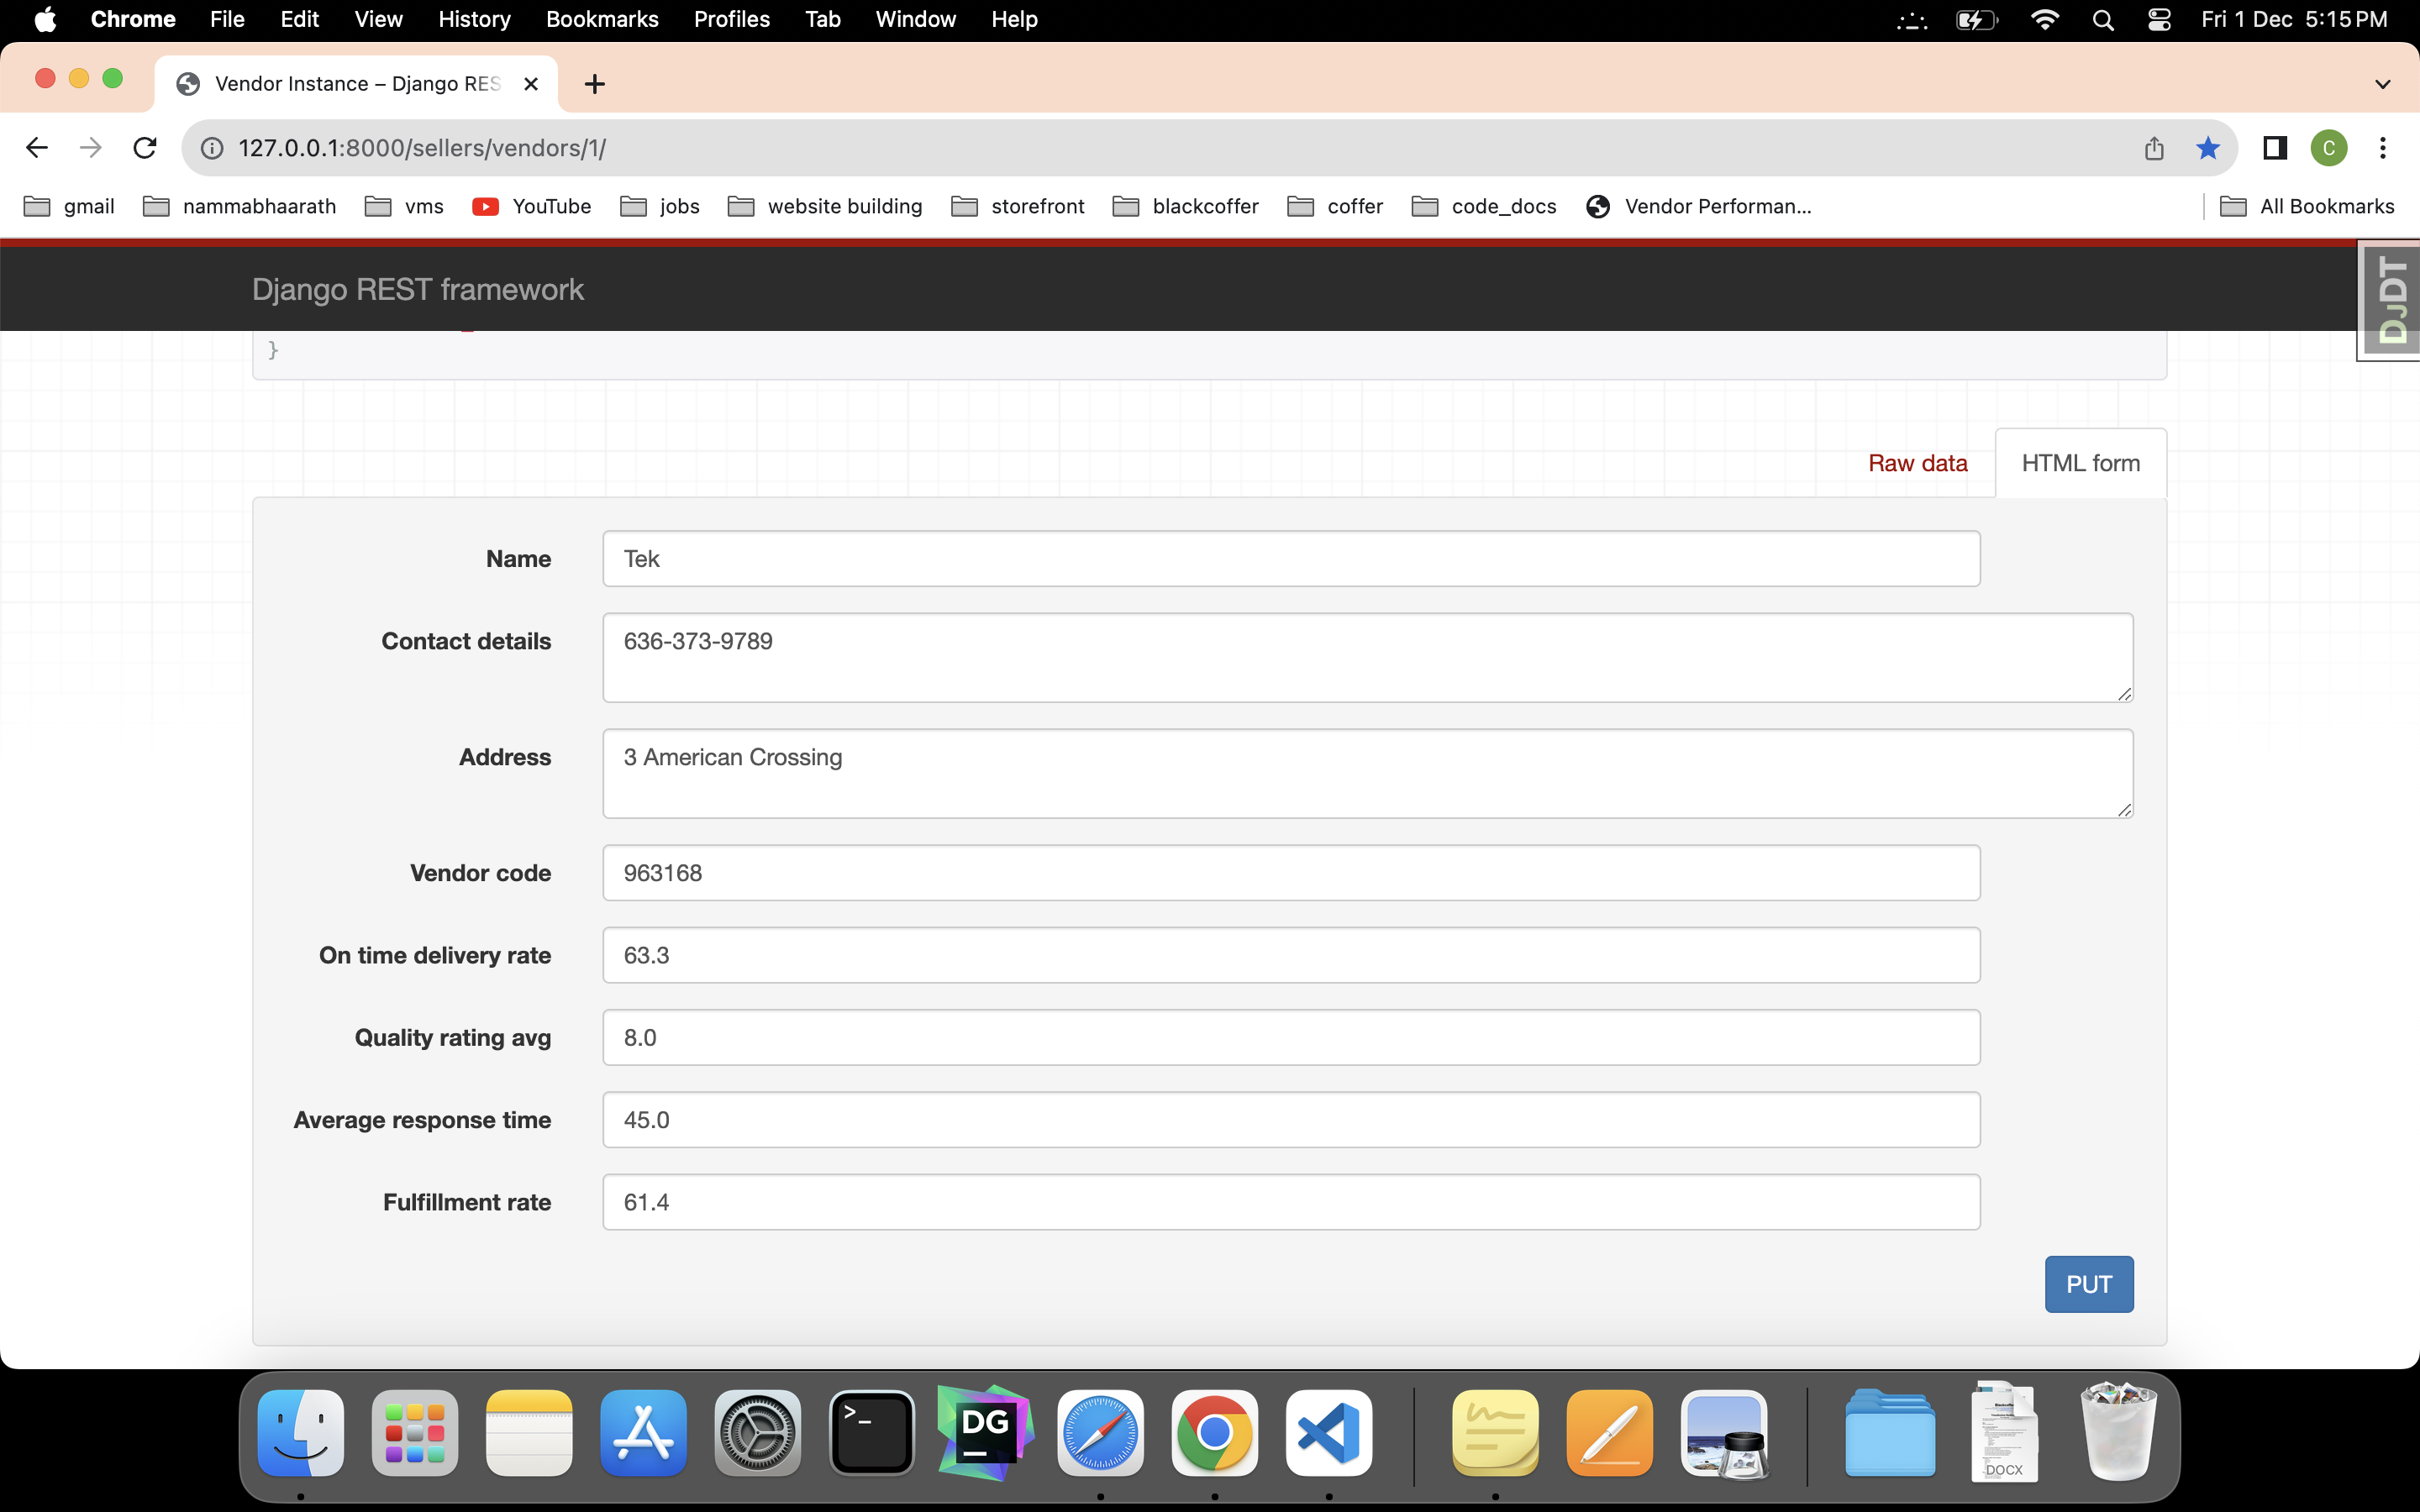 Chrome File Edit View History Bookmarks Profiles Tab Window Help Fri 1 Dec 5:15 PM
Vendor Instance – Django RES
127.0.0.1:8000/sellers/vendors/1/ C
gmail nammabhaarath vms YouTube jobs website building storefront blackcoffer coffer code_docs Vendor Performan... All Bookmarks
Django REST framework
DJDT
}
Raw data HTML form
Name Tek
Contact details 636-373-9789
Address 3 American Crossing
Vendor code 963168
On time delivery rate 63.3
Quality rating avg 8.0
Average response time 45.0
Fulfillment rate 61.4
PUT
>_ DG DOCX